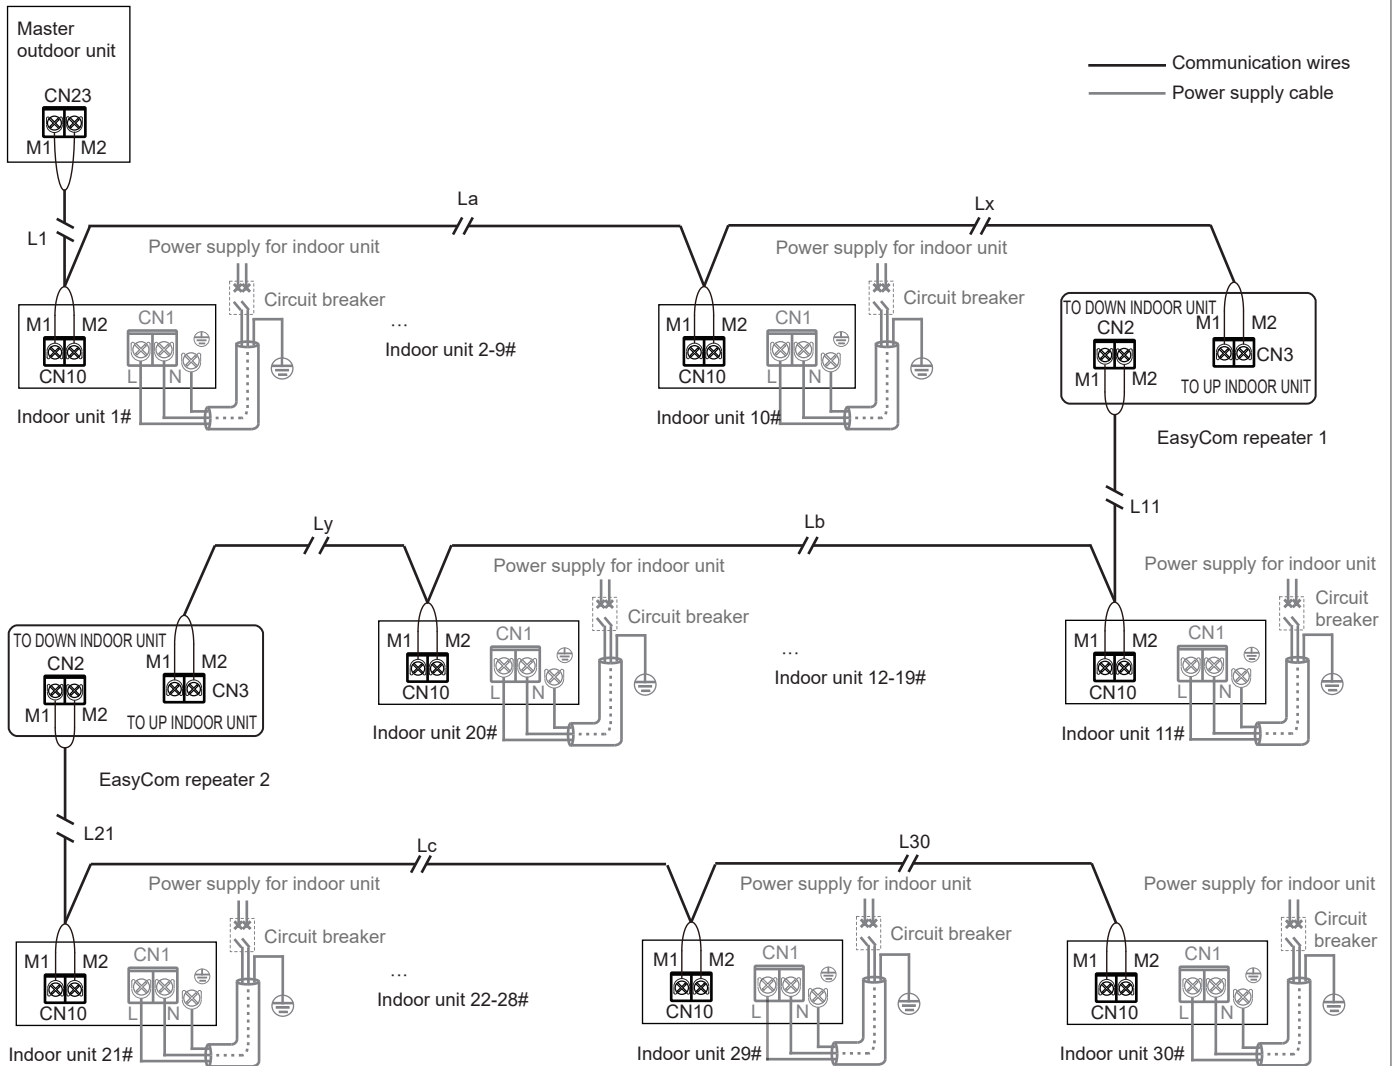 Master
outdoor unit
CN23
M1 M2
Communication wires
Power supply cable
L1
La
Lx
Power supply for indoor unit
Circuit breaker
M1 M2
CN1
CN10
L N
Indoor unit 1#
...
Indoor unit 2-9#
Power supply for indoor unit
Circuit breaker
M1 M2
CN1
CN10
L N
Indoor unit 10#
TO DOWN INDOOR UNIT
CN2
M1 M2
M1 M2
CN3
TO UP INDOOR UNIT
EasyCom repeater 1
L11
Ly
Lb
TO DOWN INDOOR UNIT
CN2
M1 M2
M1 M2
CN3
TO UP INDOOR UNIT
EasyCom repeater 2
Power supply for indoor unit
Circuit breaker
M1 M2
CN1
CN10
L N
Indoor unit 20#
...
Indoor unit 12-19#
Power supply for indoor unit
Circuit
breaker
M1 M2
CN1
CN10
L N
Indoor unit 11#
L21
Lc
L30
Power supply for indoor unit
Circuit breaker
M1 M2
CN1
CN10
L N
Indoor unit 21#
...
Indoor unit 22-28#
Power supply for indoor unit
Circuit breaker
M1 M2
CN1
CN10
L N
Indoor unit 29#
Power supply for indoor unit
Circuit
breaker
M1 M2
CN1
CN10
L N
Indoor unit 30#